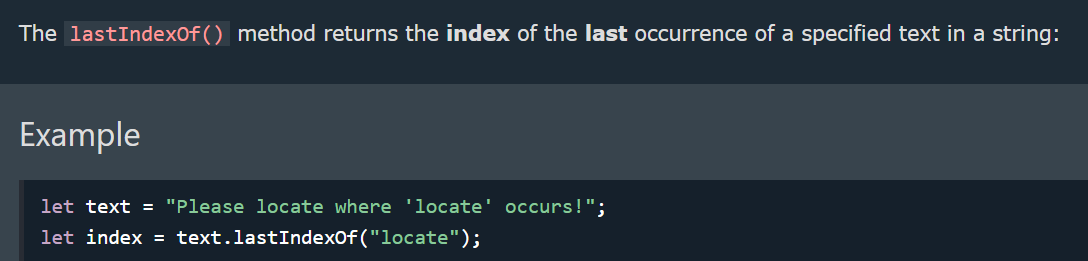 The lastIndexOf() method returns the index of the last occurrence of a specified text in a string:
Example
let text = "Please locate where 'locate' occurs!";
let index = text.lastIndexOf("locate");